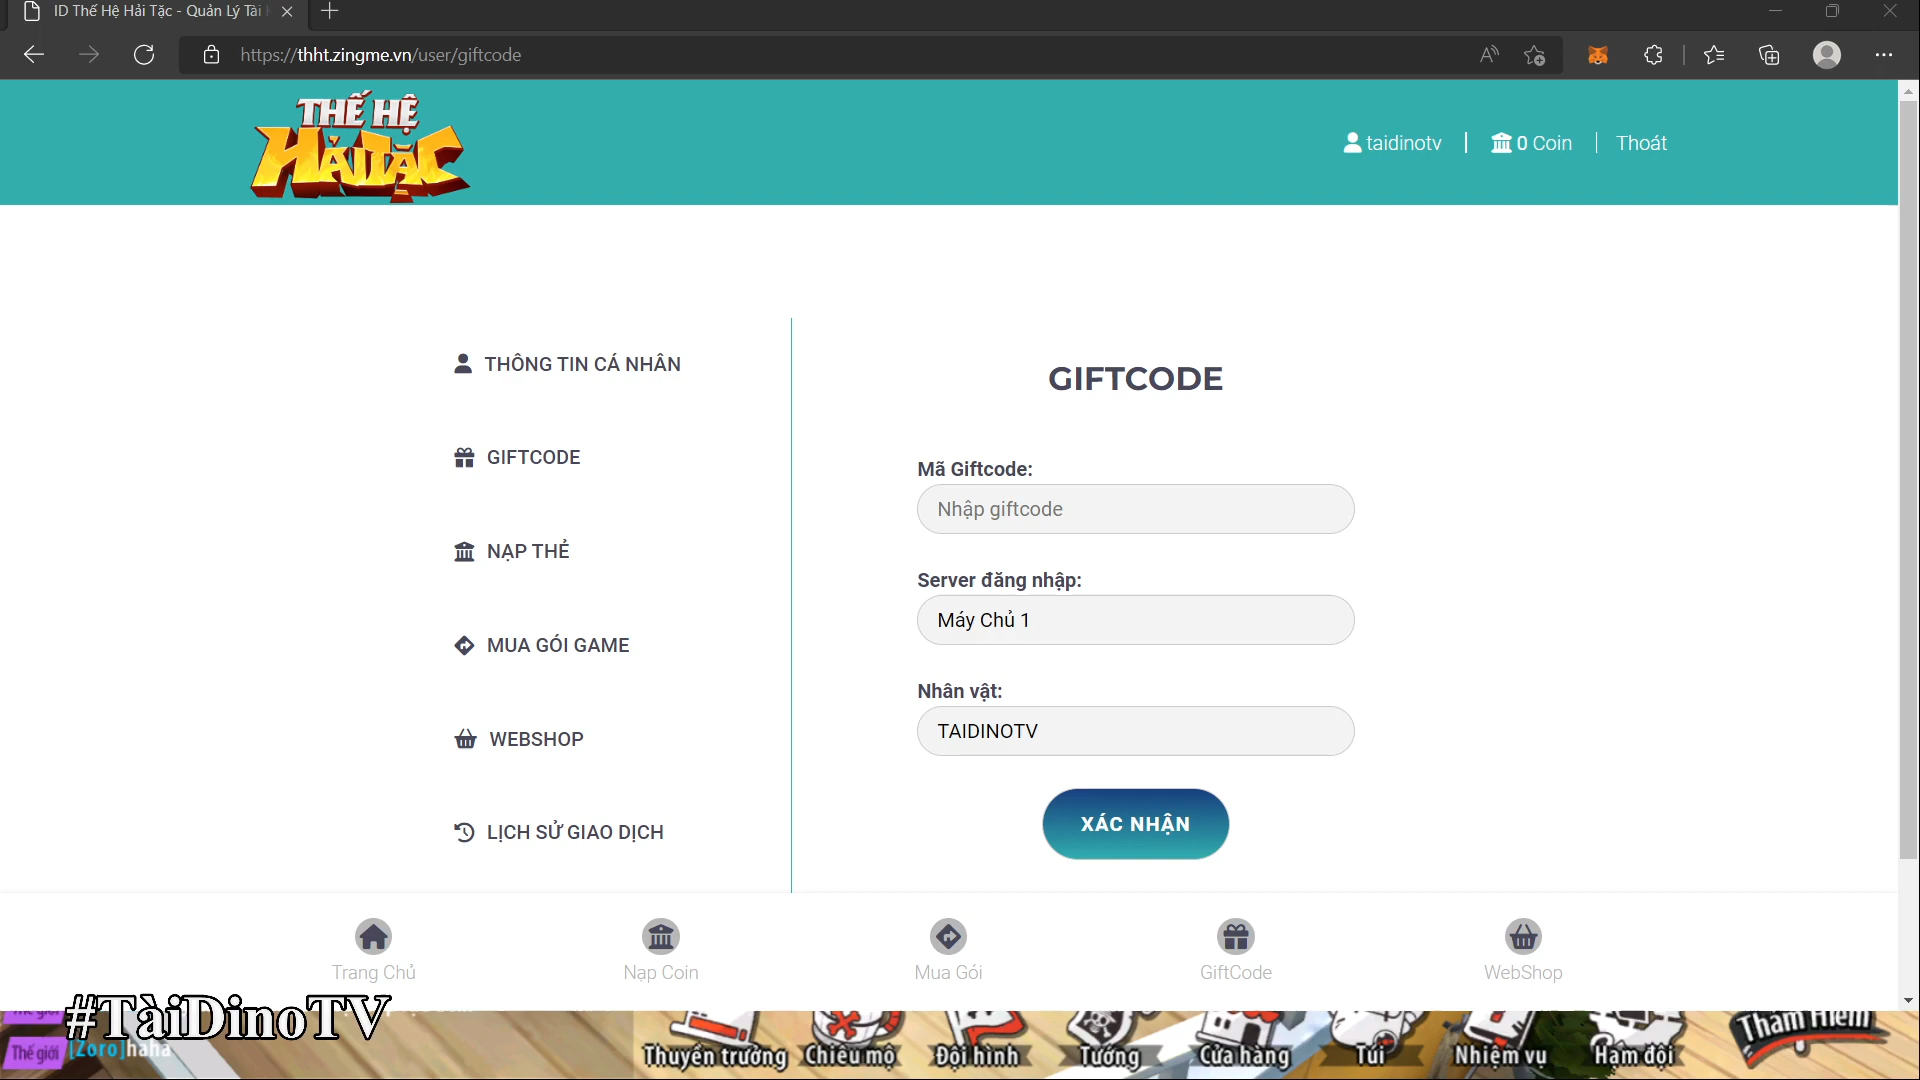 ID Thế Hệ Hải Tặc - Quản Lý Tài
https://thht.zingme.vn/user/giftcode
THẾ HỆ
HẢI TẶC
taidinotv
0 Coin
Thoát
THÔNG TIN CÁ NHÂN
GIFTCODE
NẠP THẺ
MUA GÓI GAME
WEBSHOP
LỊCH SỬ GIAO DỊCH
GIFTCODE
Mã Giftcode:
Nhập giftcode
Server đăng nhập:
Máy Chủ 1
Nhân vật:
TAIDINOTV
XÁC NHẬN
Trang Chủ
Nạp Coin
Mua Gói
GiftCode
WebShop
#TàiDinoTV
Thế giới
[Zoro]haha
Thuyền trưởng
Chiêu mộ
Đội hình
Tướng
Cửa hàng
Túi
Nhiệm vụ
Hạm đội
Thám Hiểm